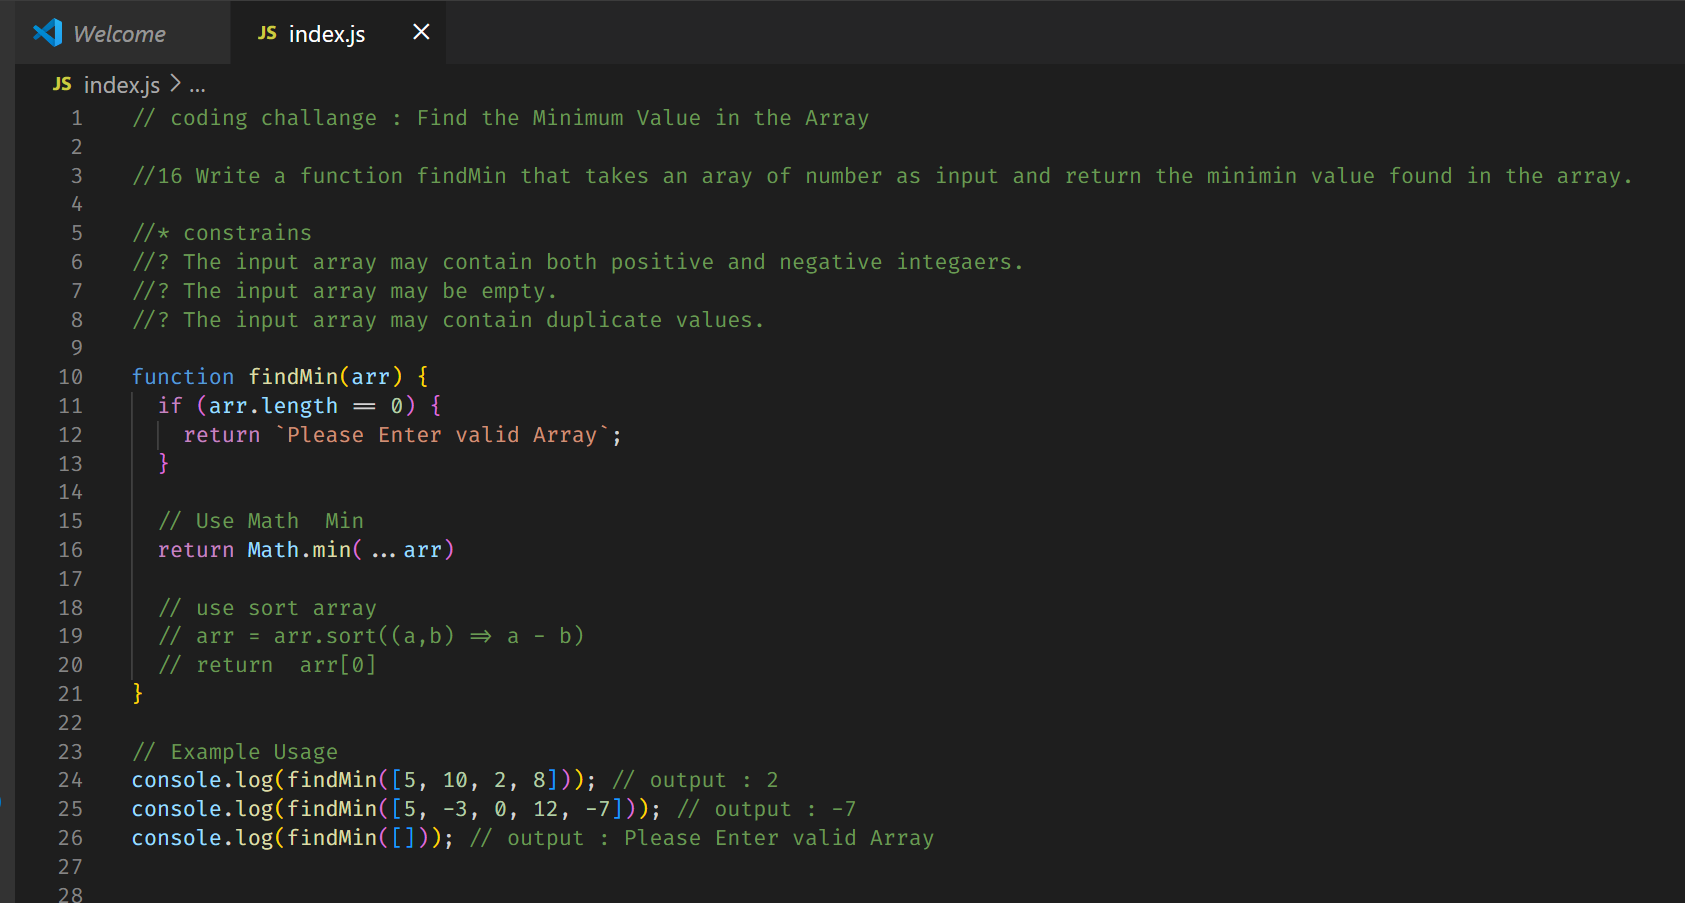 Welcome
JS index.js ×
JS index.js > ...
1 // coding challange : Find the Minimum Value in the Array
2
3 //16 Write a function findMin that takes an aray of number as input and return the minimin value found in the array.
4
5 //* constrains
6 //? The input array may contain both positive and negative integaers.
7 //? The input array may be empty.
8 //? The input array may contain duplicate values.
9
10 function findMin(arr) {
11 if (arr.length == 0) {
12 return `Please Enter valid Array`;
13 }
14
15 // Use Math  Min
16 return Math.min(...arr)
17
18 // use sort array
19 // arr = arr.sort((a,b) => a - b)
20 // return  arr[0]
21 }
22
23 // Example Usage
24 console.log(findMin([5, 10, 2, 8])); // output : 2
25 console.log(findMin([5, -3, 0, 12, -7])); // output : -7
26 console.log(findMin([])); // output : Please Enter valid Array
27
28